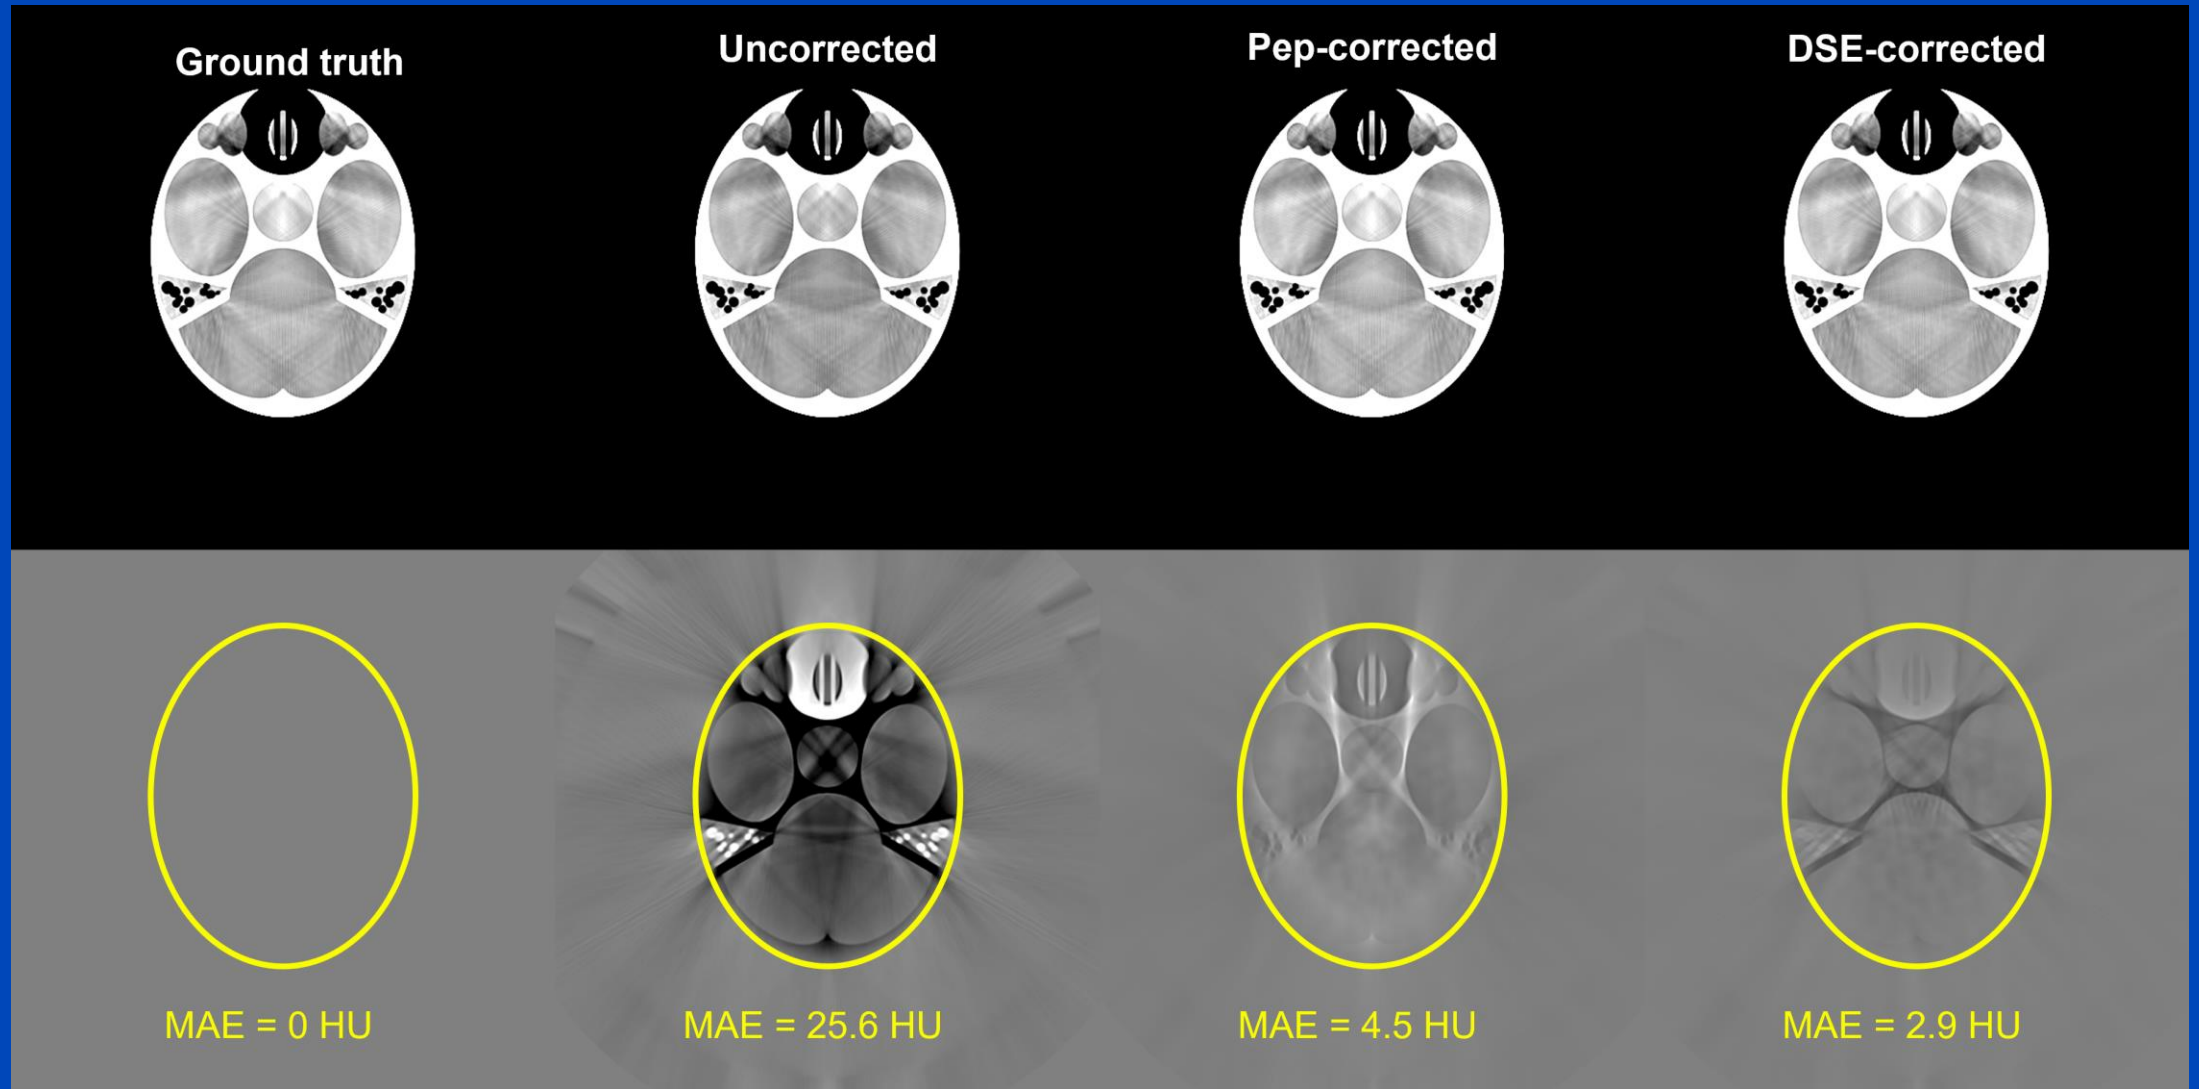 Ground truth
Uncorrected
Pep-corrected
DSE-corrected
MAE = 0 HU
MAE = 25.6 HU
MAE = 4.5 HU
MAE = 2.9 HU